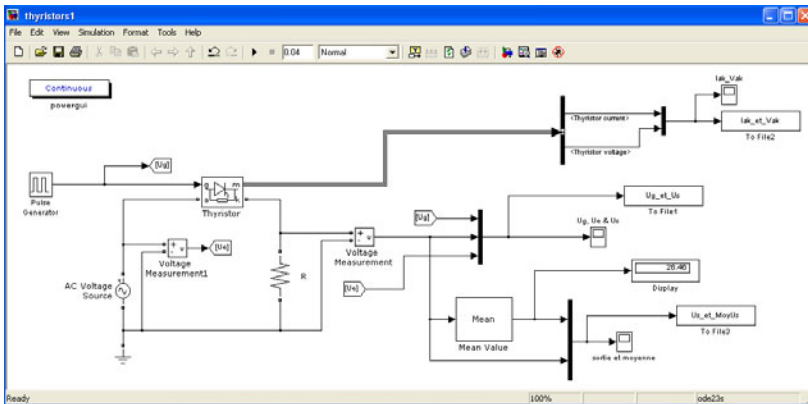 thyristors1
File Edit View Simulation Format Tools Help
0.04 Normal
Continuous
powergui
Iak_Vak
<Thyristor current>
Iak_et_Vak
To File2
<Thyristor voltage>
[Ug]
g m
a k
Thyristor
Pulse
Generator
Ug_et_Us
To File1
[Ug]
Ug, Ue & Us
+
-
v
Voltage
Measurement
+
-
v
[Ue]
Voltage
Measurement1
R
AC Voltage
Source
[Ue]
26.46
Display
Mean
Mean Value
Us_et_MoyUs
To File3
sortie et moyenne
Ready 100% ode23s